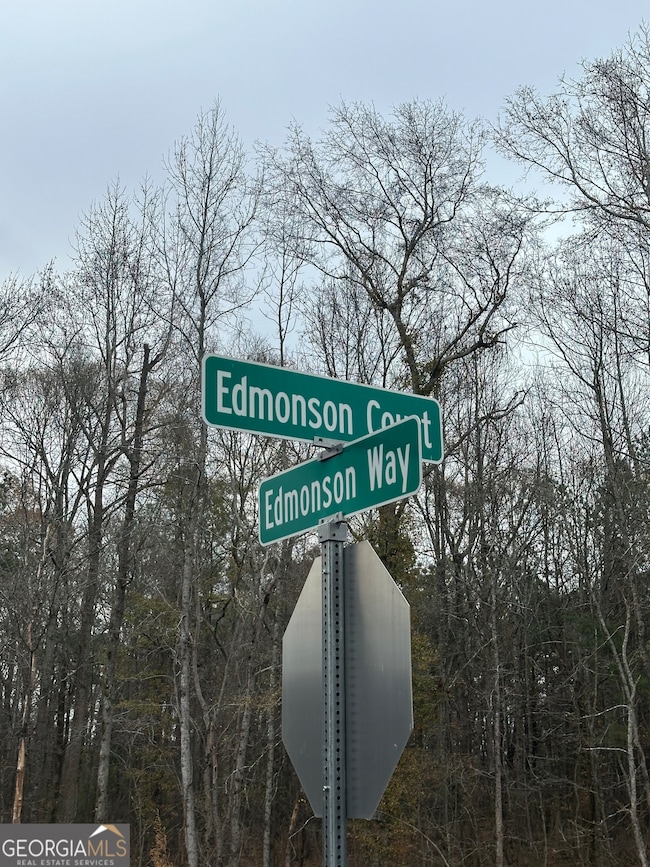 Edmonson Court
Edmonson Way
GEORGIAMLS
REAL ESTATE SERVICES